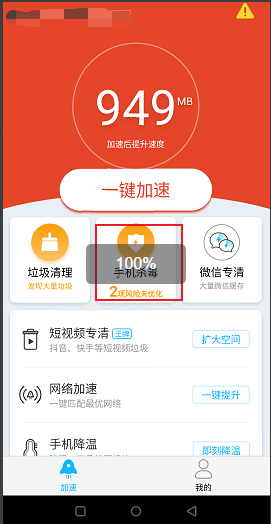 949 MB
加速后提升速度
一键加速
垃圾清理
发现大量垃圾
手机杀毒
100%
2项风险未优化
微信专清
大量微信缓存
短视频专清 王牌
抖音、快手等短视频垃圾
扩大空间
网络加速
一键匹配最优网络
一键提升
手机降温
即刻降温
加速
我的